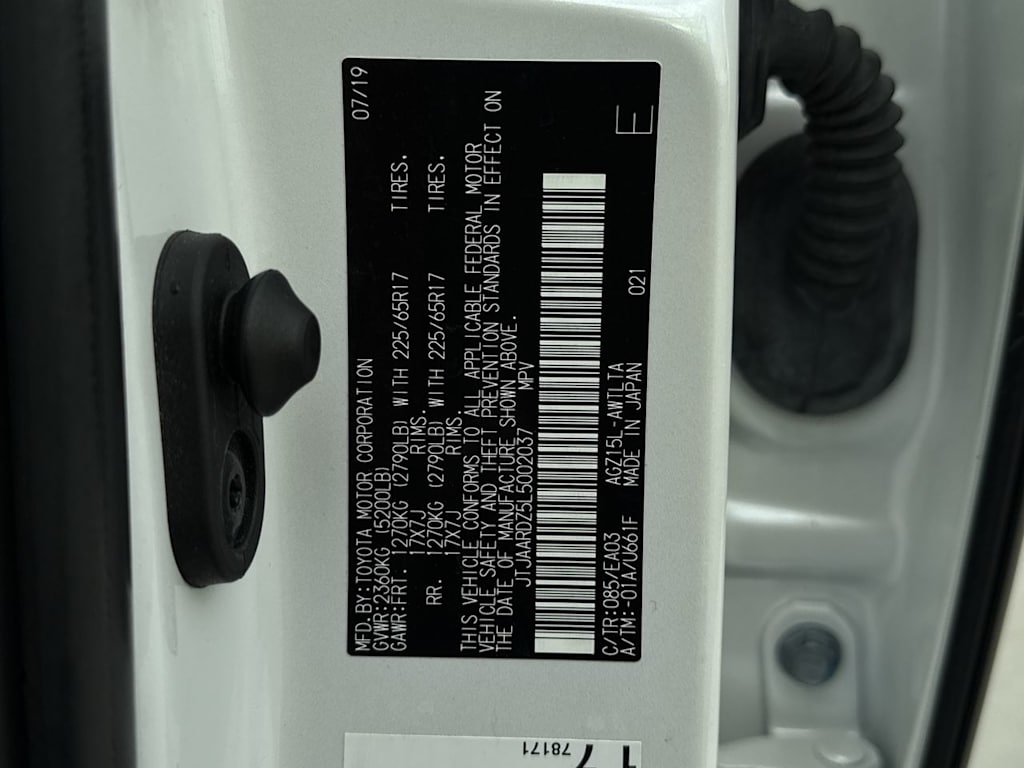 MFD.BY:TOYOTA MOTOR CORPORATION 07/19
GVWR:2360KG (5200LB)
GAWR:FRT. 1270KG (2790LB) WITH 225/65R17 TIRES.
17X7J RIMS.
RR. 1270KG (2790LB) WITH 225/65R17 TIRES.
17X7J RIMS.
THIS VEHICLE CONFORMS TO ALL APPLICABLE FEDERAL MOTOR
VEHICLE SAFETY AND THEFT PREVENTION STANDARDS IN EFFECT ON
THE DATE OF MANUFACTURE SHOWN ABOVE.
JTJAARDZ5L5002037 MPV
C/TR:085/EA03 AGZ15L-AWTLTA 021
A/TM:-01A/U661F MADE IN JAPAN E
78171